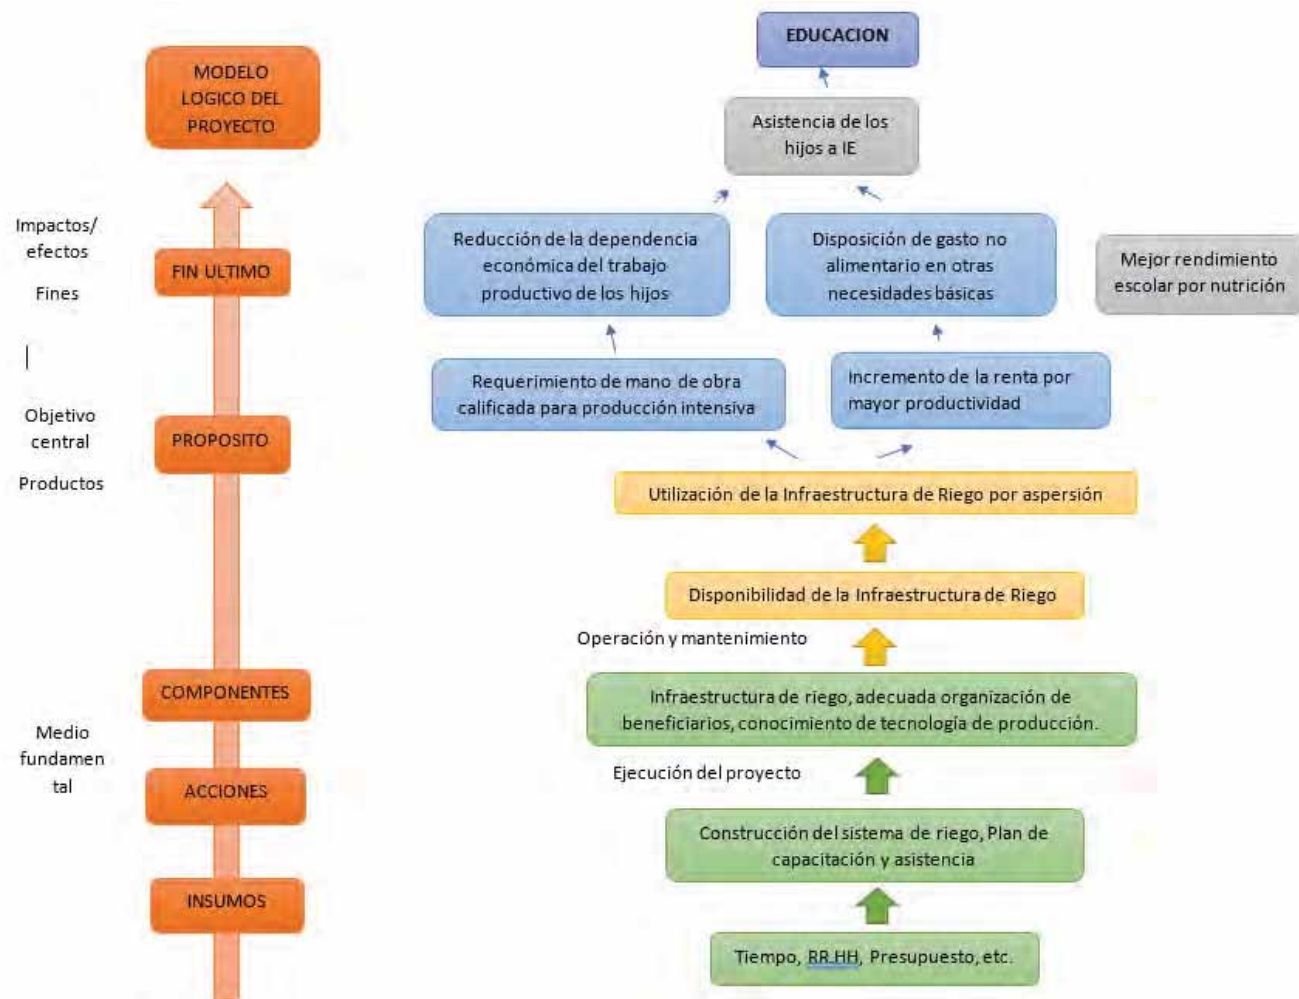 MODELO
LOGICO DEL
PROYECTO
Impactos/
efectos
Fines
FIN ULTIMO
|
Objetivo
central
Productos
PROPOSITO
COMPONENTES
Medio
fundamen
tal
ACCIONES
INSUMOS
EDUCACION
Asistencia de los
hijos a IE
Reducción de la dependencia
económica del trabajo
productivo de los hijos
Disposición de gasto no
alimentario en otras
necesidades básicas
Mejor rendimiento
escolar por nutrición
Requerimiento de mano de obra
calificada para producción intensiva
Incremento de la renta por
mayor productividad
Utilización de la Infraestructura de Riego por aspersión
Disponibilidad de la Infraestructura de Riego
Operación y mantenimiento
Infraestructura de riego, adecuada organización de
beneficiarios, conocimiento de tecnología de producción.
Ejecución del proyecto
Construcción del sistema de riego, Plan de
capacitación y asistencia
Tiempo, RR.HH, Presupuesto, etc.